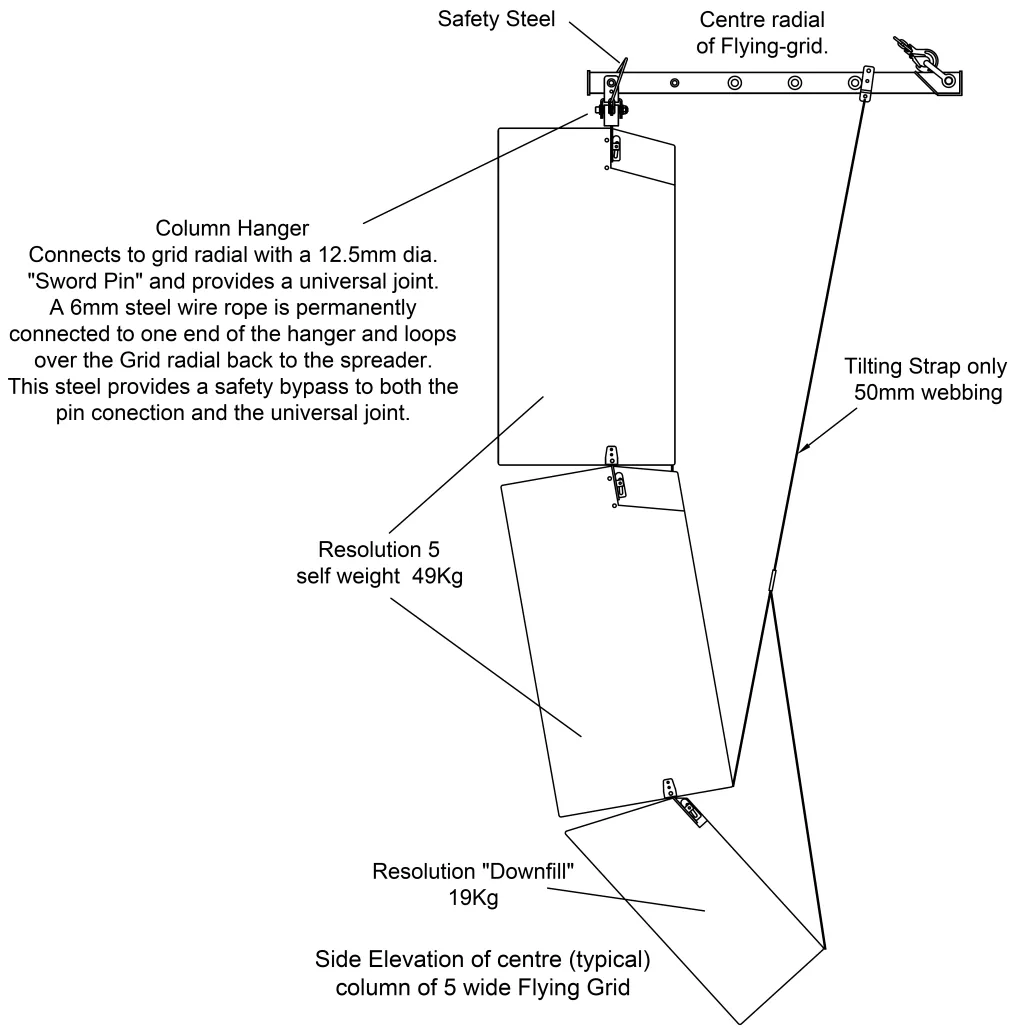 Safety Steel
Centre radial
of Flying-grid.
Column Hanger
Connects to grid radial with a 12.5mm dia.
"Sword Pin" and provides a universal joint.
A 6mm steel wire rope is permanently
connected to one end of the hanger and loops
over the Grid radial back to the spreader.
This steel provides a safety bypass to both the
pin conection and the universal joint.
Tilting Strap only
50mm webbing
Resolution 5
self weight 49Kg
Resolution "Downfill"
19Kg
Side Elevation of centre (typical)
column of 5 wide Flying Grid